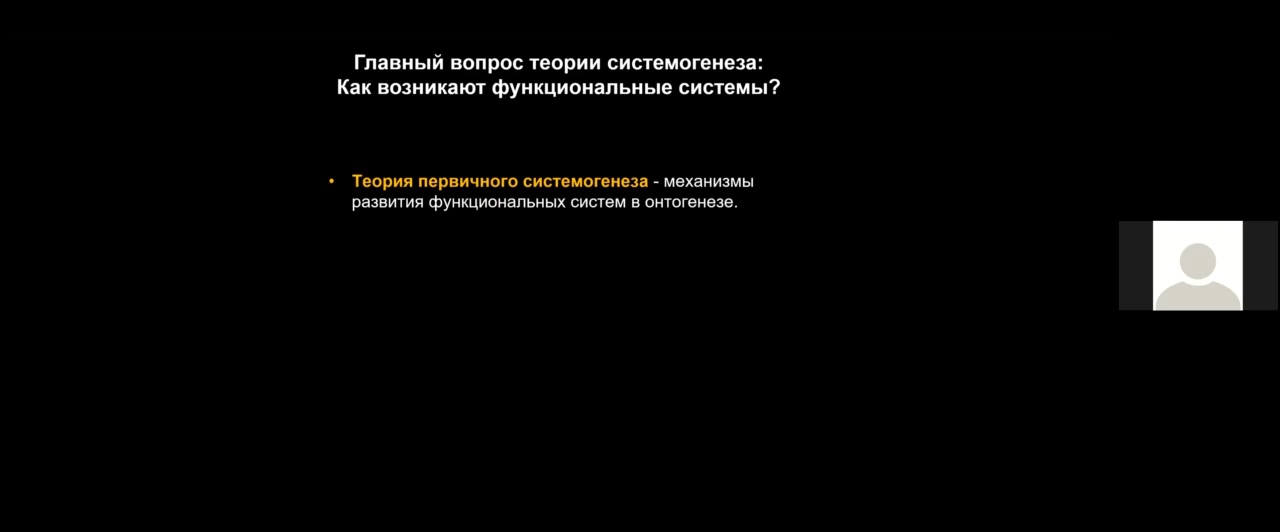 Главный вопрос теории системогенеза:
Как возникают функциональные системы?
• Теория первичного системогенеза - механизмы
развития функциональных систем в онтогенезе.